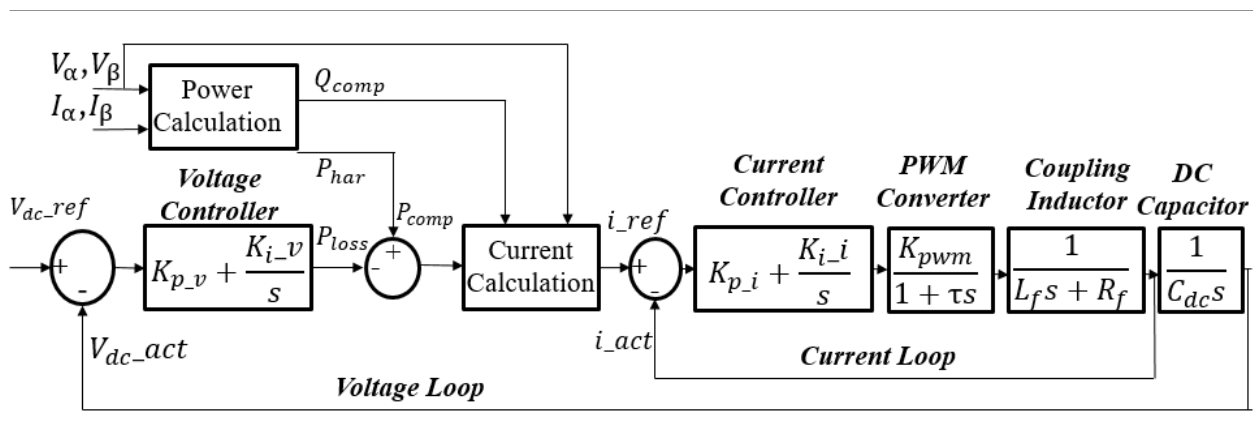 V_α,V_β
I_α,I_β
Power
Calculation
Q_comp
P_har
Voltage
Controller
V_dc_ref
+
-
K_p_v + K_i_v/s
P_loss
P_comp
+
-
Current
Calculation
i_ref
+
-
Current
Controller
K_p_i + K_i_i/s
PWM
Converter
K_pwm/1 + τs
Coupling
Inductor
1/L_f s + R_f
DC
Capacitor
1/C_dc s
V_dc_act
i_act
Current Loop
Voltage Loop